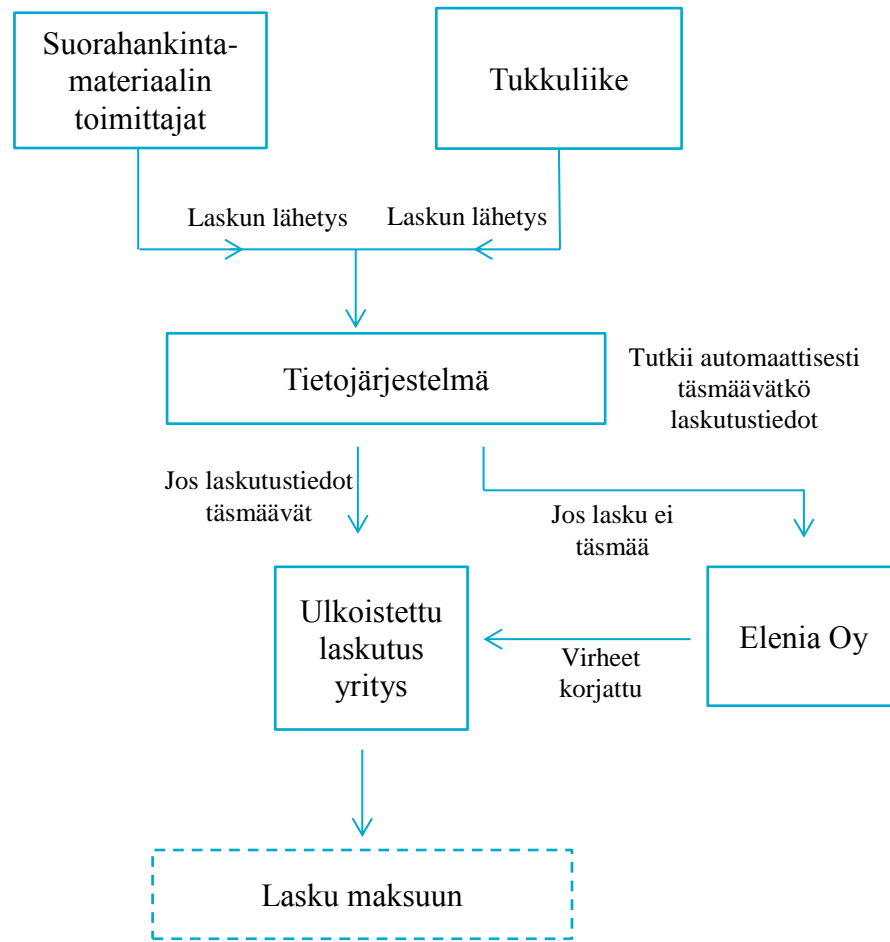 Suorahankinta-
materiaalin
toimittajat
Tukkuliike
Laskun lähetys
Laskun lähetys
Tietojärjestelmä
Tutkii automaattisesti
täsmäävätkö
laskutustiedot
Jos laskutustiedot
täsmäävät
Jos lasku ei
täsmää
Ulkoistettu
laskutus
yritys
Virheet
korjattu
Elenia Oy
Lasku maksuun